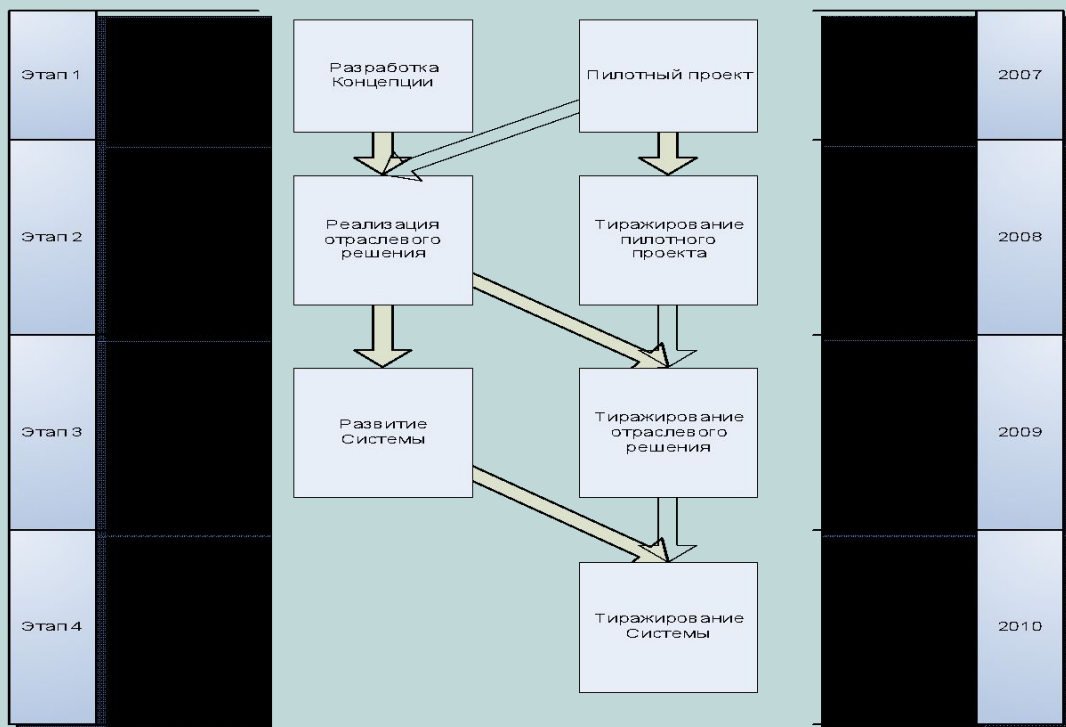 Этап 1
Разработка
Концепции
Пилотный проект
2007
Этап 2
Реализация
отраслевого
решения
Тиражирование
пилотного
проекта
2008
Этап 3
Развитие
Системы
Тиражирование
отраслевого
решения
2009
Этап 4
Тиражирование
Системы
2010